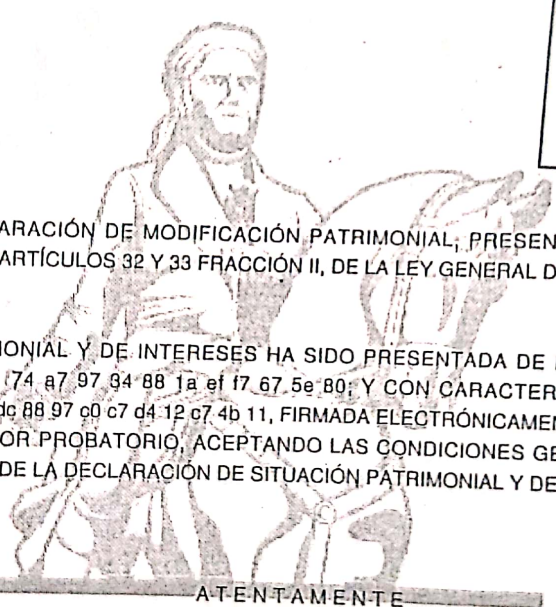 ARACIÓN DE MODIFICACIÓN PATRIMONIAL, PRESEN
ARTÍCULOS 32 Y 33 FRACCIÓN II, DE LA LEY GENERAL D
MONIAL Y DE INTERESES HA SIDO PRESENTADA DE
74 a7 97 94 88 1a ef f7 67 5e 80; Y CON CARACTER
dc 88 97 c0 c7 d4 12 c7 4b 11, FIRMADA ELECTRÓNICAMEN
OR PROBATORIO, ACEPTANDO LAS CONDICIONES GE
DE LA DECLARACIÓN DE SITUACIÓN PATRIMONIAL Y DE
ATENTAMENTE